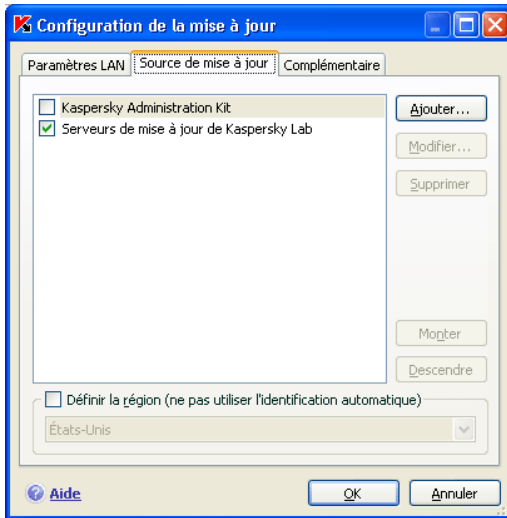 Configuration de la mise à jour
Paramètres LAN Source de mise à jour Complémentaire
Kaspersky Administration Kit
Serveurs de mise à jour de Kaspersky Lab
Ajouter...
Modifier...
Supprimer
Monter
Descendre
Définir la région (ne pas utiliser l'identification automatique)
États-Unis
Aide OK Annuler